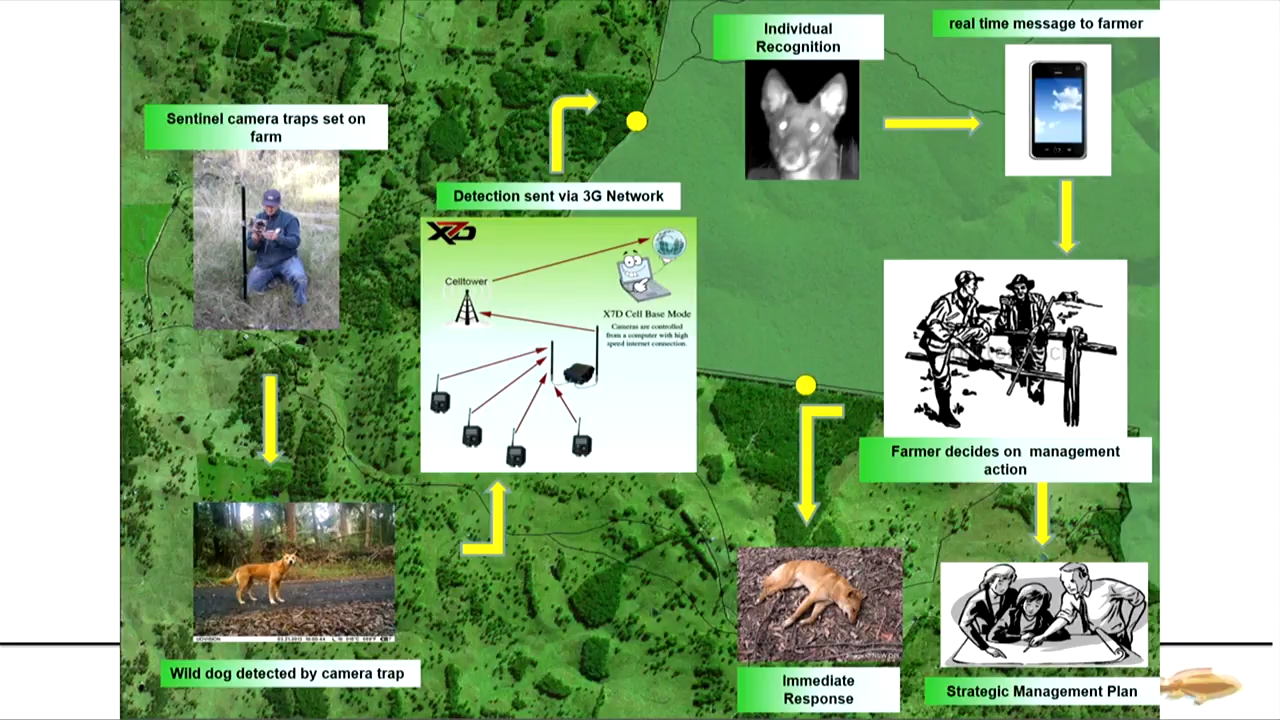 Sentinel camera traps set on
farm
Wild dog detected by camera trap
Detection sent via 3G Network
X7D
Celltower
X7D Cell Base Mode
Cameras are controlled
from a computer with high
speed internet connection.
Individual
Recognition
real time message to farmer
Farmer decides on management
action
Immediate
Response
Strategic Management Plan